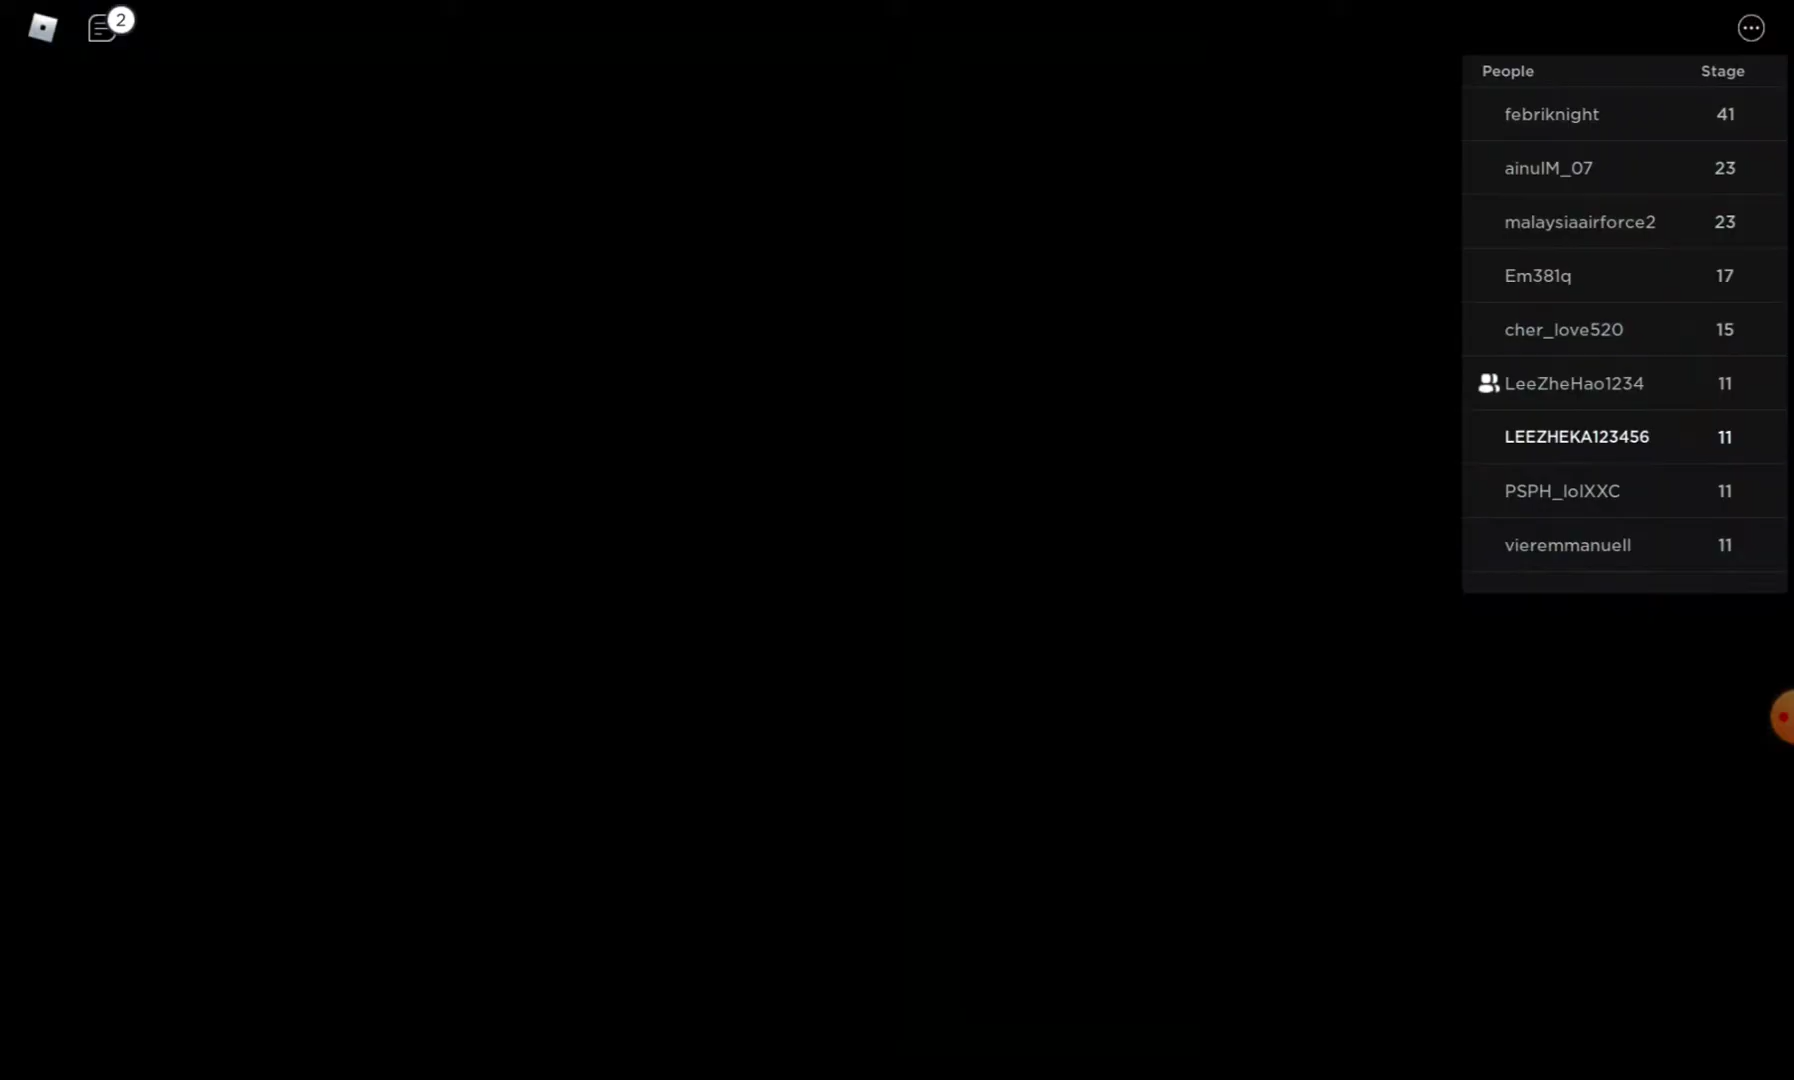 2
People Stage
febriknight 41
ainulM_07 23
malaysiaairforce2 23
Em381q 17
cher_love520 15
LeeZheHao1234 11
LEEZHEKA123456 11
PSPH_lolXXC 11
vieremmanuell 11